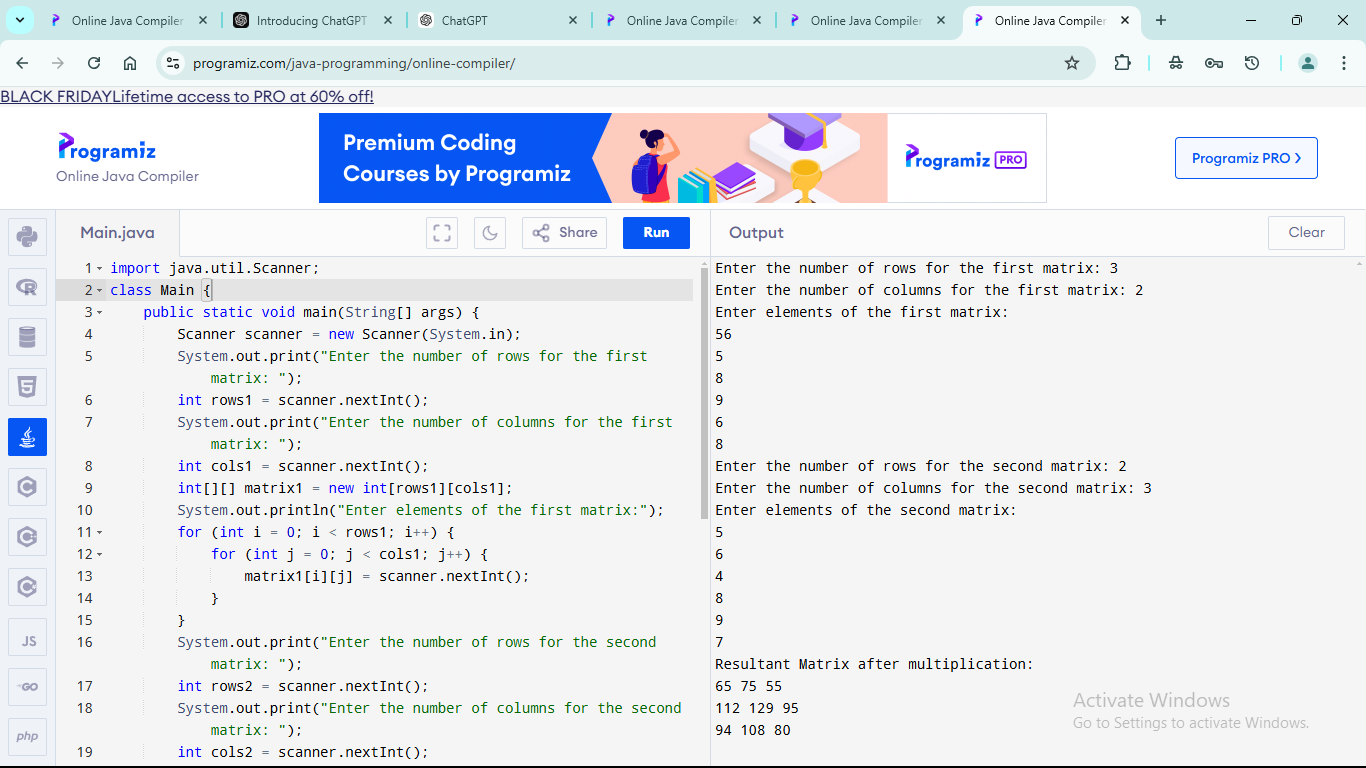 Online Java Compiler
Introducing ChatGPT
ChatGPT
Online Java Compiler
Online Java Compiler
Online Java Compiler
programiz.com/java-programming/online-compiler/
BLACK FRIDAYLifetime access to PRO at 60% off!
Programiz
Online Java Compiler
Premium Coding
Courses by Programiz
Programiz PRO
Programiz PRO >
Main.java
Share
Run
Output
Clear
1 import java.util.Scanner;
2 class Main {
3 public static void main(String[] args) {
4 Scanner scanner = new Scanner(System.in);
5 System.out.print("Enter the number of rows for the first
matrix: ");
6 int rows1 = scanner.nextInt();
7 System.out.print("Enter the number of columns for the first
matrix: ");
8 int cols1 = scanner.nextInt();
9 int[][] matrix1 = new int[rows1][cols1];
10 System.out.println("Enter elements of the first matrix:");
11 for (int i = 0; i < rows1; i++) {
12 for (int j = 0; j < cols1; j++) {
13 matrix1[i][j] = scanner.nextInt();
14 }
15 }
16 System.out.print("Enter the number of rows for the second
matrix: ");
17 int rows2 = scanner.nextInt();
18 System.out.print("Enter the number of columns for the second
matrix: ");
19 int cols2 = scanner.nextInt();
Enter the number of rows for the first matrix: 3
Enter the number of columns for the first matrix: 2
Enter elements of the first matrix:
56
5
8
9
6
8
Enter the number of rows for the second matrix: 2
Enter the number of columns for the second matrix: 3
Enter elements of the second matrix:
5
6
4
8
9
7
Resultant Matrix after multiplication:
65 75 55
112 129 95
94 108 80
Activate Windows
Go to Settings to activate Windows.
R
5
C
C
C
JS
GO
php